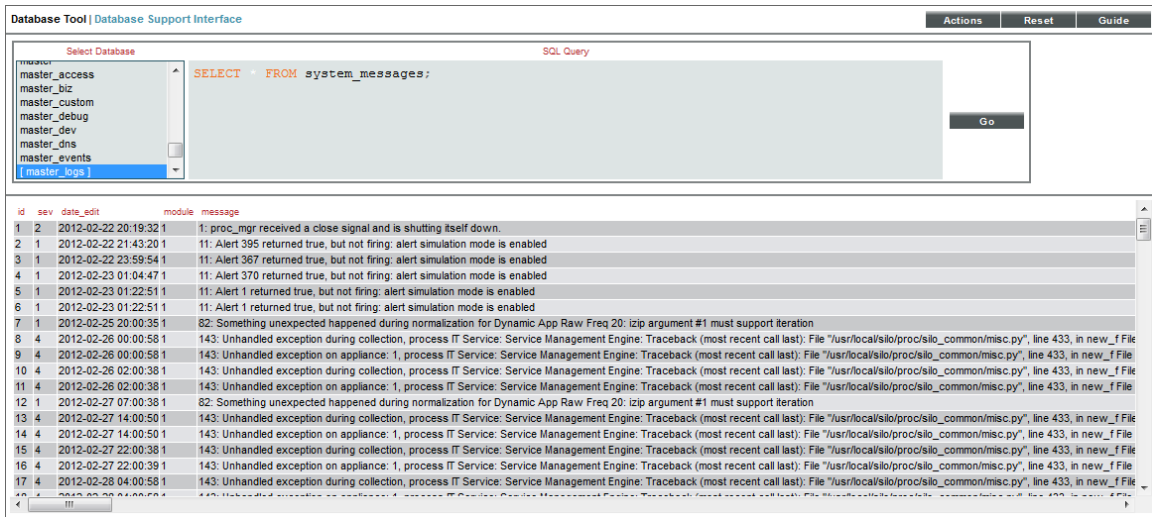 Database Tool | Database Support Interface
Actions Reset Guide
Select Database
SQL Query
master
master_access
master_biz
master_custom
master_debug
master_dev
master_dns
master_events
[ master_logs ]
SELECT * FROM system_messages;
Go
id sev date_edit module message
1 2 2012-02-22 20:19:32 1 1: proc_mgr received a close signal and is shutting itself down.
2 1 2012-02-22 21:43:20 1 11: Alert 395 returned true, but not firing: alert simulation mode is enabled
3 1 2012-02-22 23:59:54 1 11: Alert 367 returned true, but not firing: alert simulation mode is enabled
4 1 2012-02-23 01:04:47 1 11: Alert 370 returned true, but not firing: alert simulation mode is enabled
5 1 2012-02-23 01:22:51 1 11: Alert 1 returned true, but not firing: alert simulation mode is enabled
6 1 2012-02-23 01:22:51 1 11: Alert 1 returned true, but not firing: alert simulation mode is enabled
7 1 2012-02-25 20:00:35 1 82: Something unexpected happened during normalization for Dynamic App Raw Freq 20: izip argument #1 must support iteration
8 4 2012-02-26 00:00:58 1 143: Unhandled exception during collection, process IT Service: Service Management Engine: Traceback (most recent call last): File "/usr/local/silo/proc/silo_common/misc.py", line 433, in new_f File
9 4 2012-02-26 00:00:58 1 143: Unhandled exception on appliance: 1, process IT Service: Service Management Engine: Traceback (most recent call last): File "/usr/local/silo/proc/silo_common/misc.py", line 433, in new_f File
10 4 2012-02-26 02:00:38 1 143: Unhandled exception during collection, process IT Service: Service Management Engine: Traceback (most recent call last): File "/usr/local/silo/proc/silo_common/misc.py", line 433, in new_f File
11 4 2012-02-26 02:00:38 1 143: Unhandled exception on appliance: 1, process IT Service: Service Management Engine: Traceback (most recent call last): File "/usr/local/silo/proc/silo_common/misc.py", line 433, in new_f File
12 1 2012-02-27 07:00:38 1 82: Something unexpected happened during normalization for Dynamic App Raw Freq 20: izip argument #1 must support iteration
13 4 2012-02-27 14:00:50 1 143: Unhandled exception during collection, process IT Service: Service Management Engine: Traceback (most recent call last): File "/usr/local/silo/proc/silo_common/misc.py", line 433, in new_f File
14 4 2012-02-27 14:00:50 1 143: Unhandled exception on appliance: 1, process IT Service: Service Management Engine: Traceback (most recent call last): File "/usr/local/silo/proc/silo_common/misc.py", line 433, in new_f File
15 4 2012-02-27 22:00:38 1 143: Unhandled exception during collection, process IT Service: Service Management Engine: Traceback (most recent call last): File "/usr/local/silo/proc/silo_common/misc.py", line 433, in new_f File
16 4 2012-02-27 22:00:39 1 143: Unhandled exception on appliance: 1, process IT Service: Service Management Engine: Traceback (most recent call last): File "/usr/local/silo/proc/silo_common/misc.py", line 433, in new_f File
17 4 2012-02-28 04:00:58 1 143: Unhandled exception during collection, process IT Service: Service Management Engine: Traceback (most recent call last): File "/usr/local/silo/proc/silo_common/misc.py", line 433, in new_f File